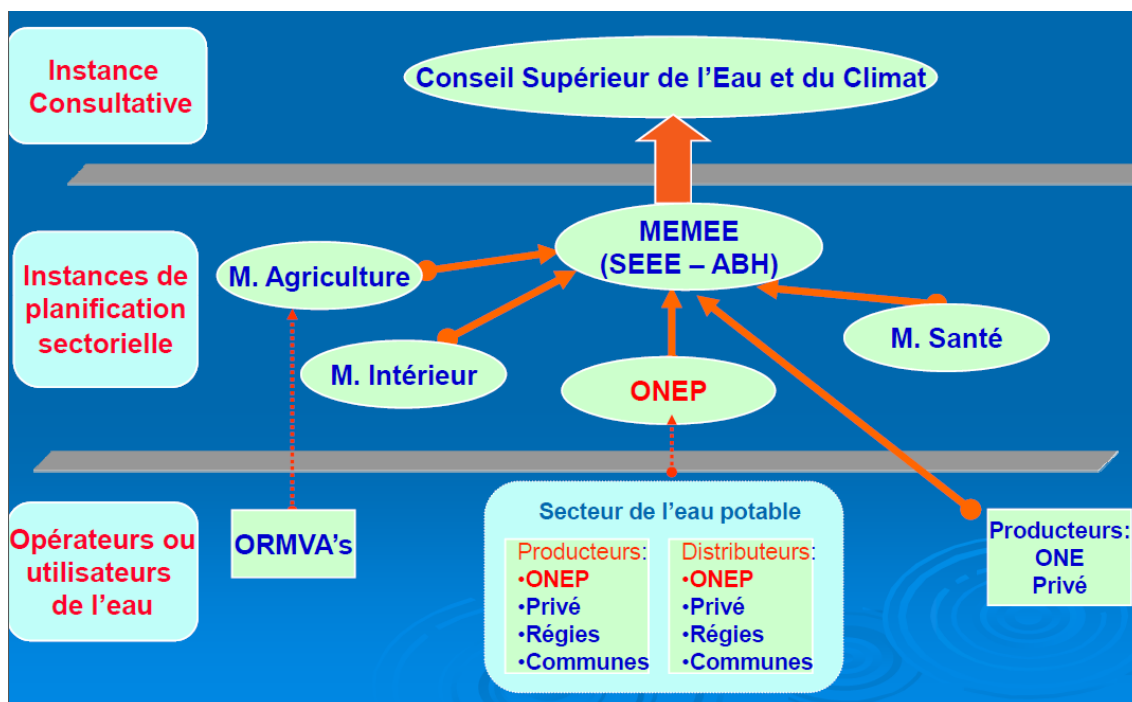 Instance
Consultative
Conseil Supérieur de l'Eau et du Climat
Instances de
planification
sectorielle
MEMEE
(SEEE – ABH)
M. Agriculture
M. Intérieur
ONEP
M. Santé
Opérateurs ou
utilisateurs
de l'eau
ORMVA's
Secteur de l'eau potable
Producteurs:
•ONEP
•Privé
•Régies
•Communes
Distributeurs:
•ONEP
•Privé
•Régies
•Communes
Producteurs:
ONE
Privé